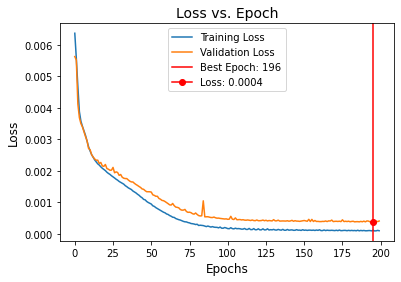 Loss vs. Epoch
Training Loss
Validation Loss
Best Epoch: 196
Loss: 0.0004
0.006
0.005
0.004
0.003
0.002
0.001
0.000
Loss
0 25 50 75 100 125 150 175 200
Epochs